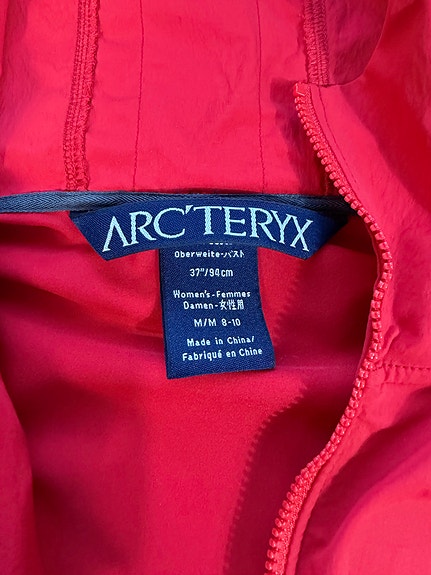 ARC'TERYX
Oberweite-バスト
37"/94cm
Women's-Femmes
Damen-女性用
M/M 8-10
Made in China/
Fabriqué en Chine